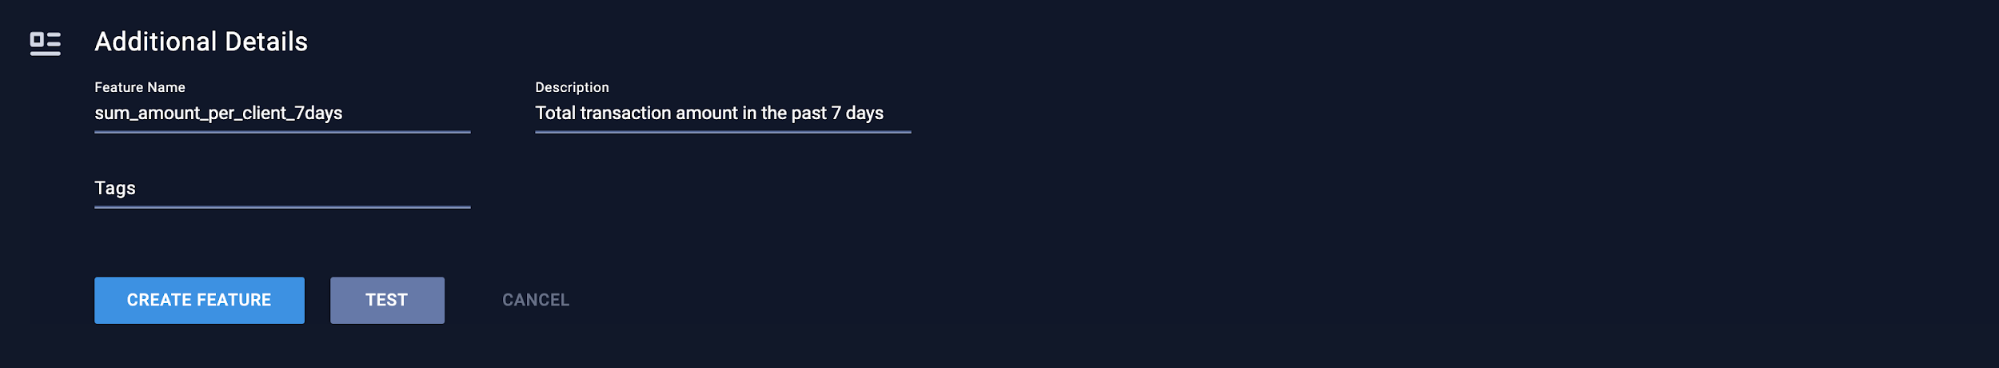 Additional Details
Feature Name
sum_amount_per_client_7days
Description
Total transaction amount in the past 7 days
Tags
CREATE FEATURE
TEST
CANCEL